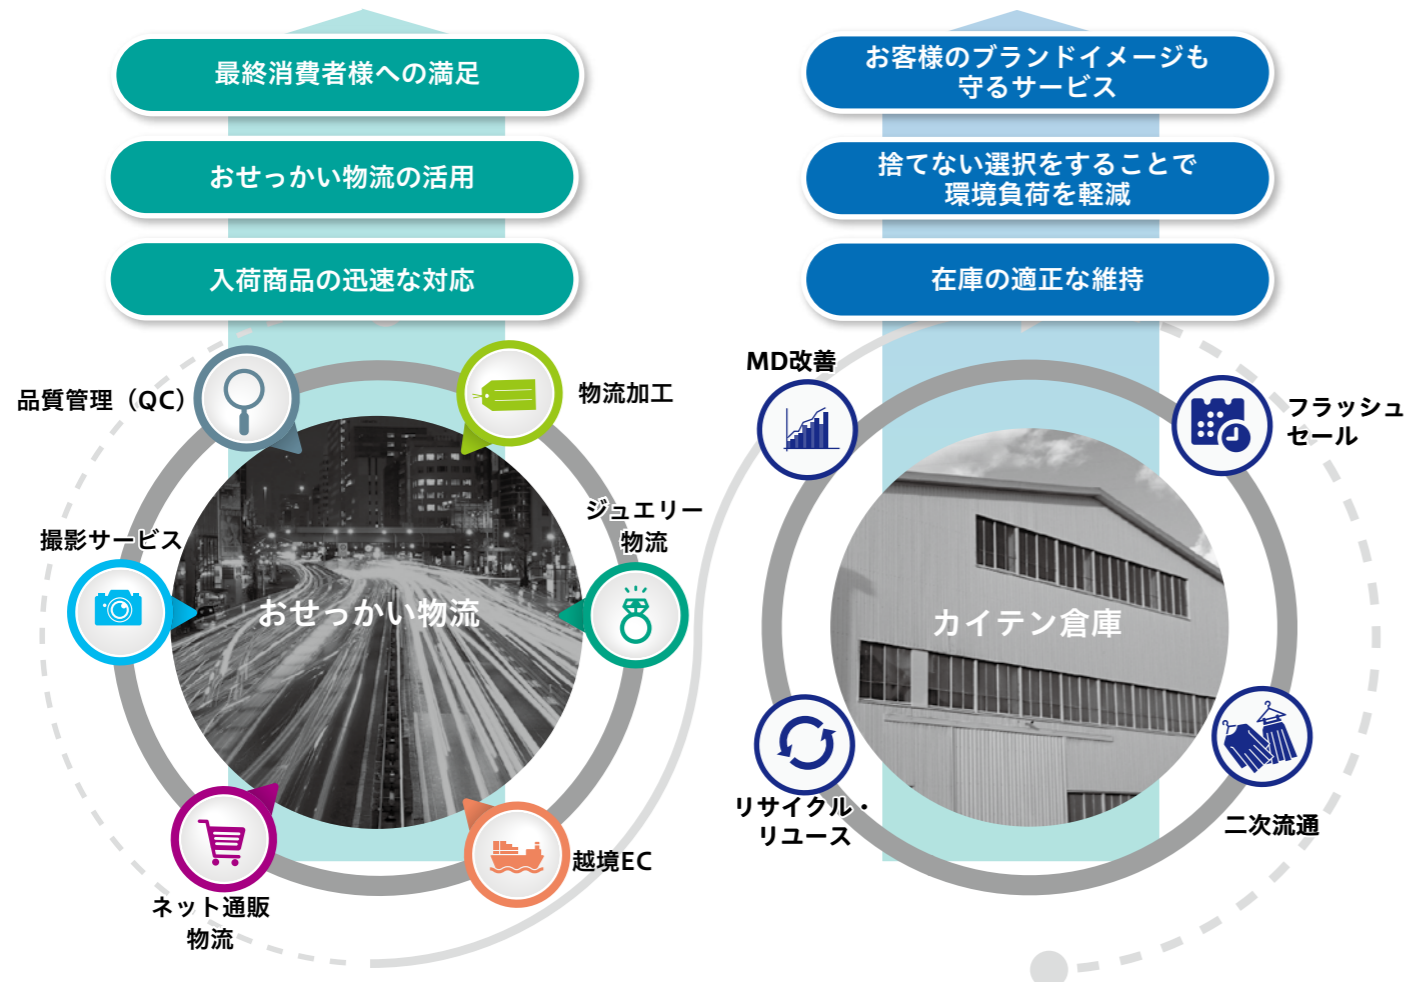 最終消費者様への満足
おせっかい物流の活用
入荷商品の迅速な対応
品質管理（QC）
物流加工
撮影サービス
ジュエリー
物流
おせっかい物流
ネット通販
物流
越境EC
お客様のブランドイメージも
守るサービス
捨てない選択をすることで
環境負荷を軽減
在庫の適正な維持
MD改善
フラッシュ
セール
カイテン倉庫
リサイクル・
リユース
二次流通